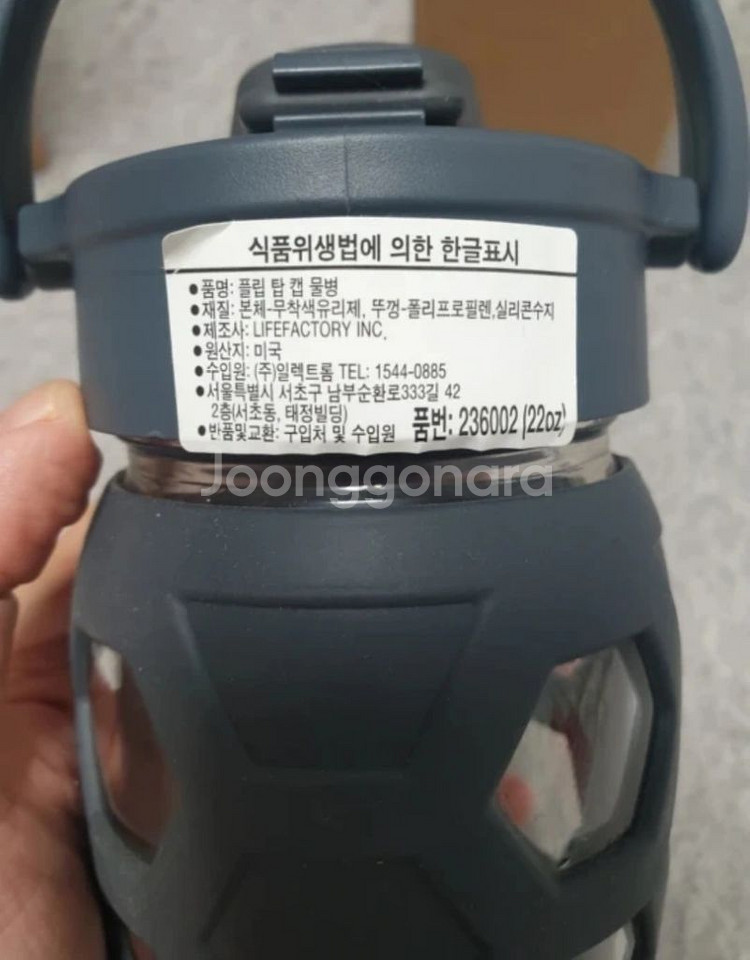 식품위생법에 의한 한글표시
●품명: 플립 탑 캡 물병
●재질: 본체-무착색유리제, 뚜껑-폴리프로필렌,실리콘수지
●제조사: LIFEFACTORY INC.
●원산지: 미국
●수입원: (주)일렉트롬 TEL: 1544-0885
●서울특별시 서초구 남부순환로333길 42
2층(서초동, 태정빌딩)
●반품및교환: 구입처 및 수입원 품번: 236002 (22oz)
Joonggonara